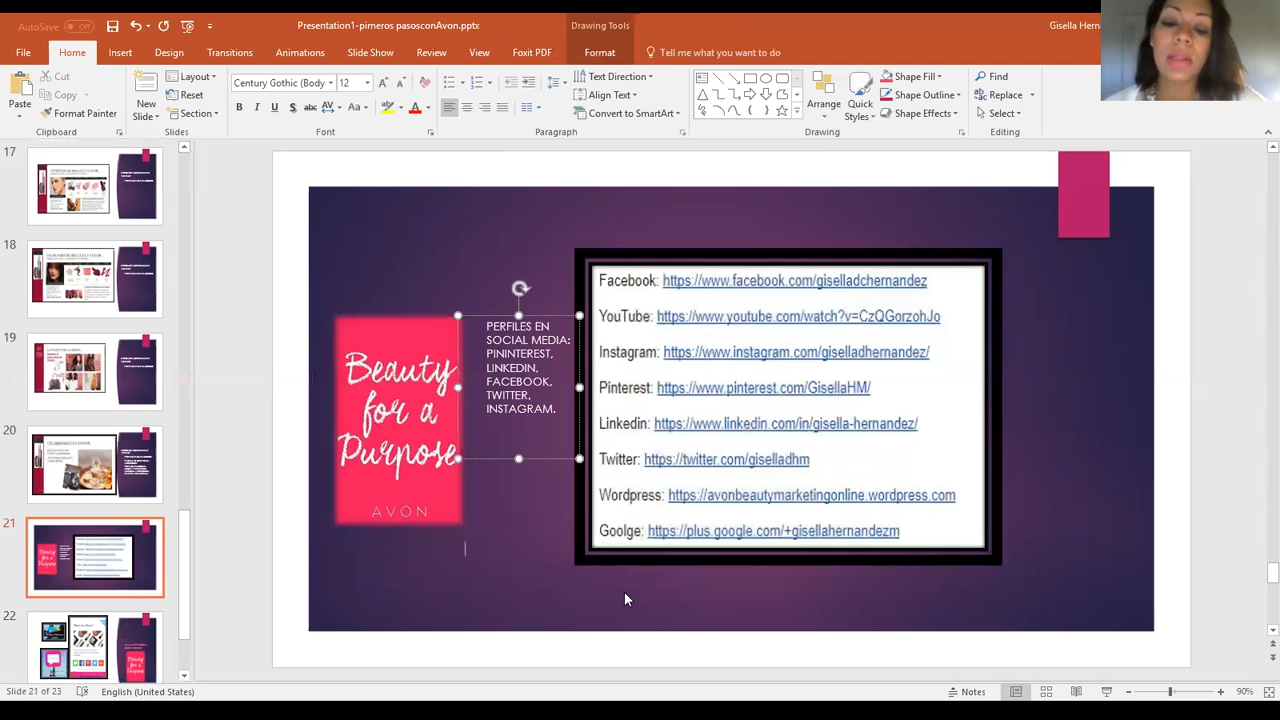 AutoSave Off
Presentation1-pimeros pasosconAvon.pptx
Drawing Tools
Gisella Her
File Home Insert Design Transitions Animations Slide Show Review View Foxit PDF Format Tell me what you want to do
Paste
Cut
Copy
Format Painter
Clipboard
New Slide
Layout
Reset
Section
Slides
Century Gothic (Body 12
Font
Text Direction
Align Text
Convert to SmartArt
Paragraph
Arrange
Quick Styles
Shape Fill
Shape Outline
Shape Effects
Drawing
Find
Replace
Select
Editing
17
18
19
20
21
22
Beauty
for a
Purpose
AVON
PERFILES EN
SOCIAL MEDIA:
PININTEREST,
LINKEDIN,
FACEBOOK,
TWITTER,
INSTAGRAM.
Facebook: https://www.facebook.com/giselladchernandez
YouTube: https://www.youtube.com/watch?v=CzQGorzohJo
Instagram: https://www.instagram.com/giselladhernandez/
Pinterest: https://www.pinterest.com/GisellaHM/
Linkedin: https://www.linkedin.com/in/gisella-hernandez/
Twitter: https://twitter.com/giselladhm
Wordpress: https://avonbeautymarketingonline.wordpress.com
Goolge: https://plus.google.com/+gisellahernandezm
Slide 21 of 23
English (United States)
Notes
90%